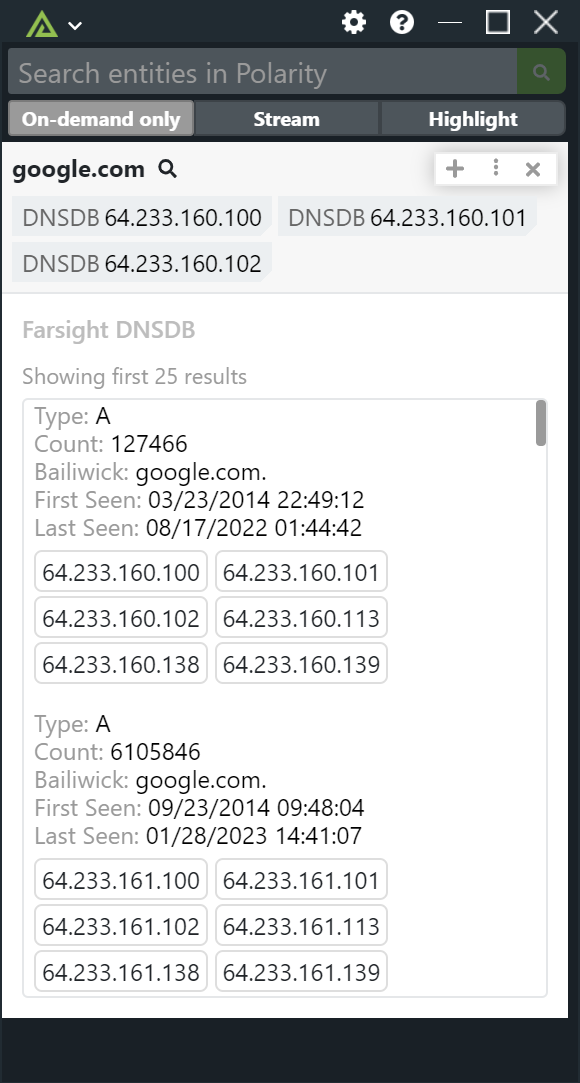 Search entities in Polarity
On-demand only Stream Highlight
google.com
DNSDB 64.233.160.100 DNSDB 64.233.160.101
DNSDB 64.233.160.102
Farsight DNSDB
Showing first 25 results
Type: A
Count: 127466
Bailiwick: google.com.
First Seen: 03/23/2014 22:49:12
Last Seen: 08/17/2022 01:44:42
64.233.160.100 64.233.160.101
64.233.160.102 64.233.160.113
64.233.160.138 64.233.160.139
Type: A
Count: 6105846
Bailiwick: google.com.
First Seen: 09/23/2014 09:48:04
Last Seen: 01/28/2023 14:41:07
64.233.161.100 64.233.161.101
64.233.161.102 64.233.161.113
64.233.161.138 64.233.161.139